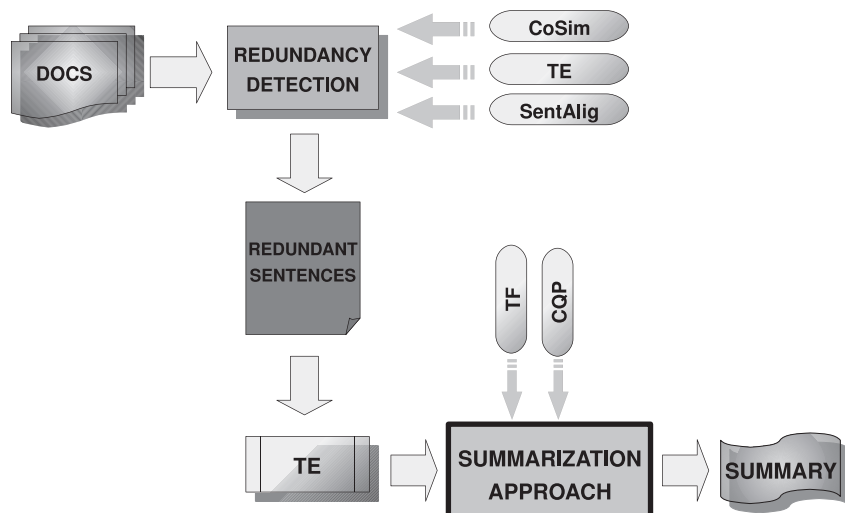 DOCS
REDUNDANCY
DETECTION
CoSim
TE
SentAlig
REDUNDANT
SENTENCES
TF
CQP
TE
SUMMARIZATION
APPROACH
SUMMARY